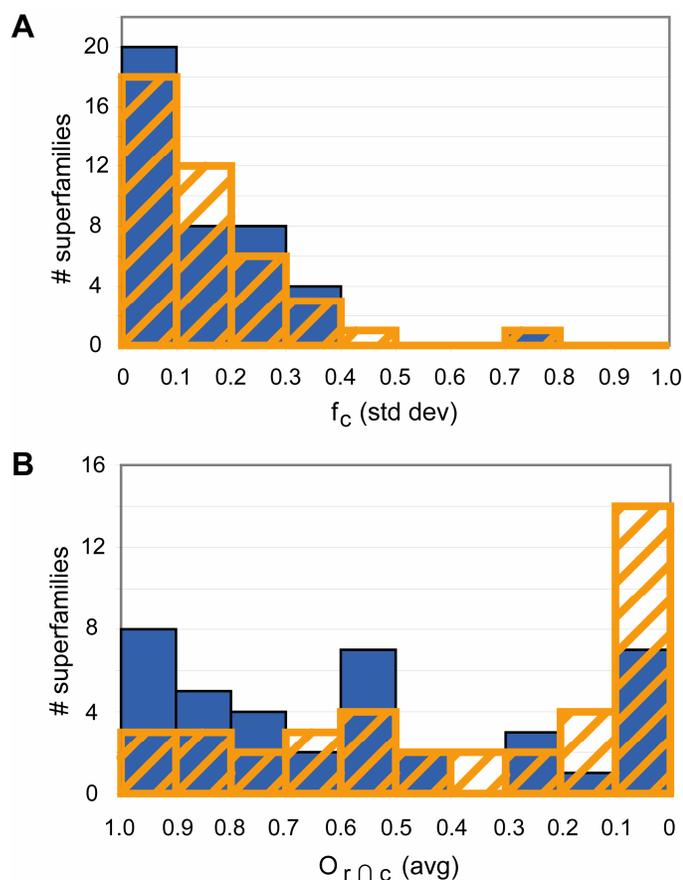 A
# superfamilies
20
16
12
8
4
0
0 0.1 0.2 0.3 0.4 0.5 0.6 0.7 0.8 0.9 1.0
fc (std dev)
B
# superfamilies
16
12
8
4
0
1.0 0.9 0.8 0.7 0.6 0.5 0.4 0.3 0.2 0.1 0
O r ∩ c (avg)